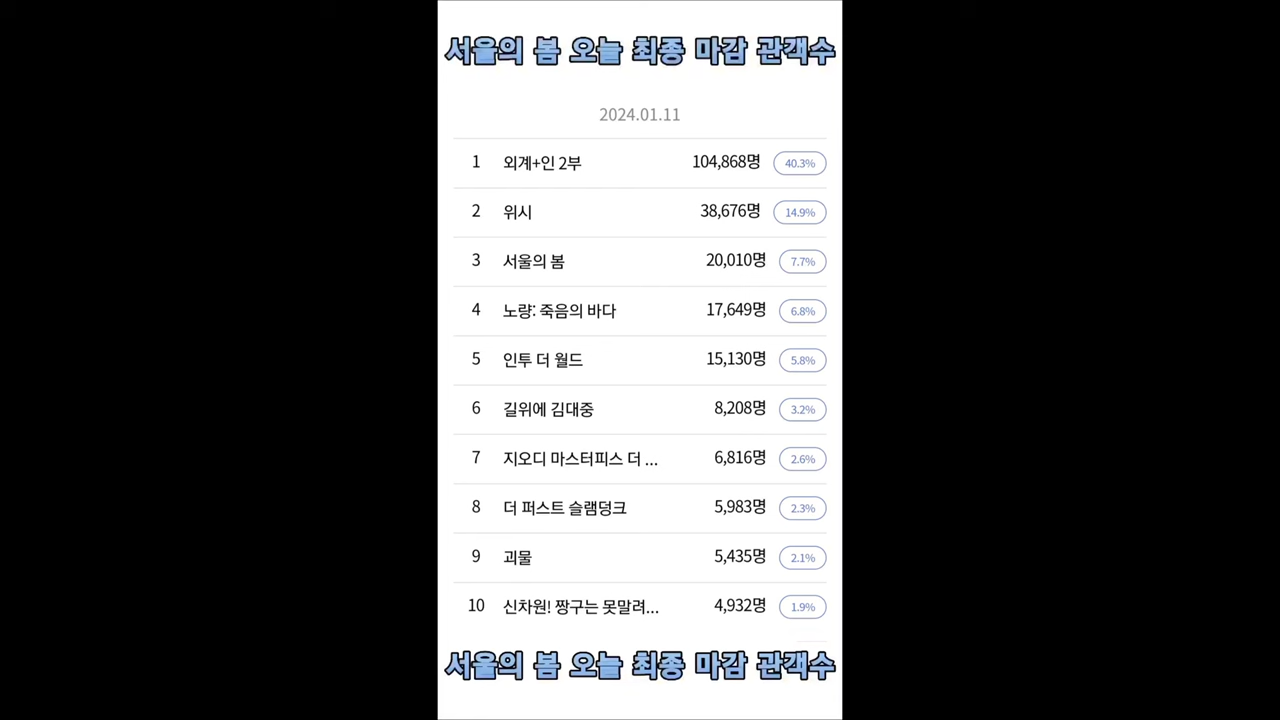 서울의 봄 오늘 최종 마감 관객수
2024.01.11
1 외계+인 2부 104,868명 40.3%
2 위시 38,676명 14.9%
3 서울의 봄 20,010명 7.7%
4 노량: 죽음의 바다 17,649명 6.8%
5 인투 더 월드 15,130명 5.8%
6 길위에 김대중 8,208명 3.2%
7 지오디 마스터피스 더 ... 6,816명 2.6%
8 더 퍼스트 슬램덩크 5,983명 2.3%
9 괴물 5,435명 2.1%
10 신차원! 짱구는 못말려... 4,932명 1.9%
서울의 봄 오늘 최종 마감 관객수